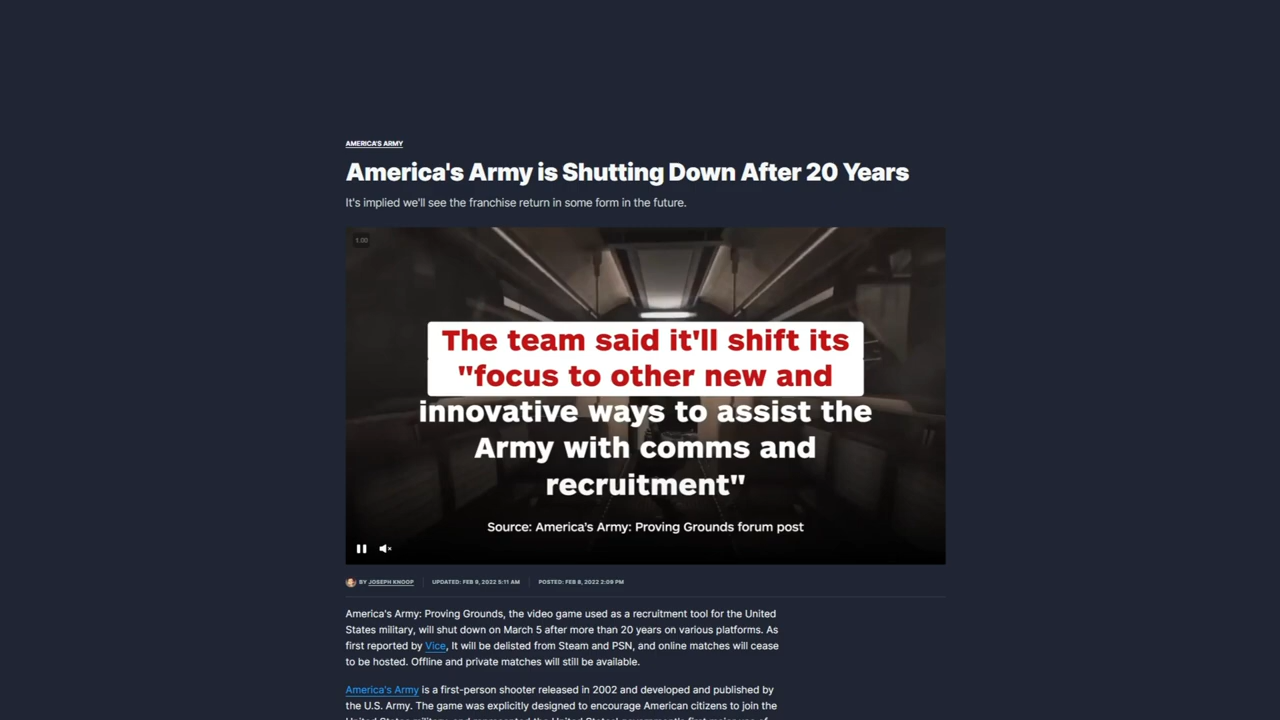 AMERICA'S ARMY
America's Army is Shutting Down After 20 Years
It's implied we'll see the franchise return in some form in the future.
1.00
The team said it'll shift its
"focus to other new and
innovative ways to assist the
Army with comms and
recruitment"
Source: America's Army: Proving Grounds forum post
BY JOSEPH KNOOP UPDATED: FEB 9, 2022 5:11 AM POSTED: FEB 8, 2022 2:09 PM
America's Army: Proving Grounds, the video game used as a recruitment tool for the United
States military, will shut down on March 5 after more than 20 years on various platforms. As
first reported by Vice, It will be delisted from Steam and PSN, and online matches will cease
to be hosted. Offline and private matches will still be available.
America's Army is a first-person shooter released in 2002 and developed and published by
the U.S. Army. The game was explicitly designed to encourage American citizens to join the